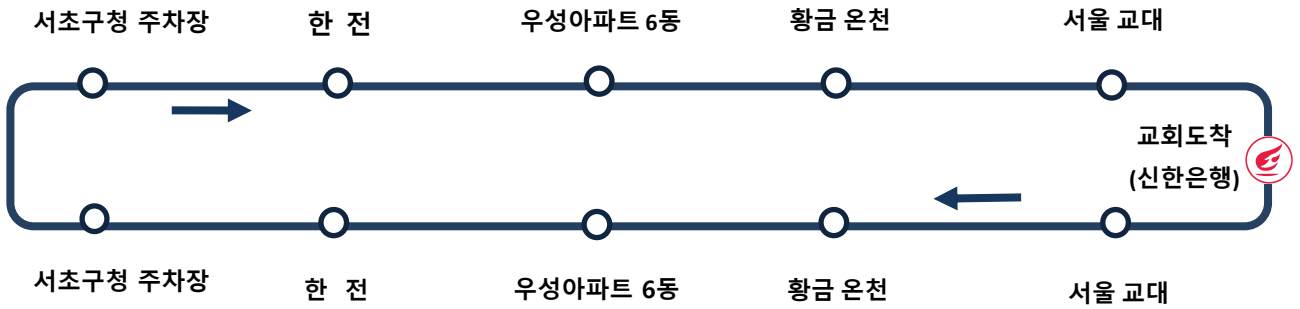 서초구청 주차장
한 전
우성아파트 6동
황금 온천
서울 교대
교회도착
(신한은행)
서초구청 주차장
한 전
우성아파트 6동
황금 온천
서울 교대